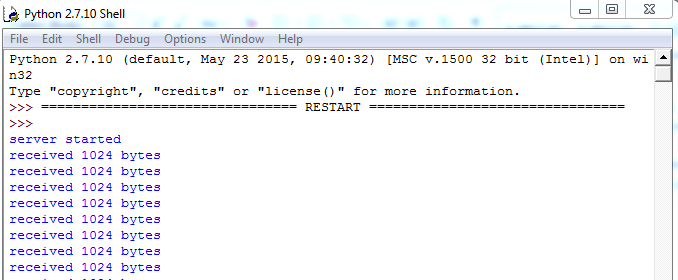 Python 2.7.10 Shell
File Edit Shell Debug Options Window Help
Python 2.7.10 (default, May 23 2015, 09:40:32) [MSC v.1500 32 bit (Intel)] on wi
n32
Type "copyright", "credits" or "license()" for more information.
>>> ================================ RESTART ================================
>>>
server started
received 1024 bytes
received 1024 bytes
received 1024 bytes
received 1024 bytes
received 1024 bytes
received 1024 bytes
received 1024 bytes
received 1024 bytes